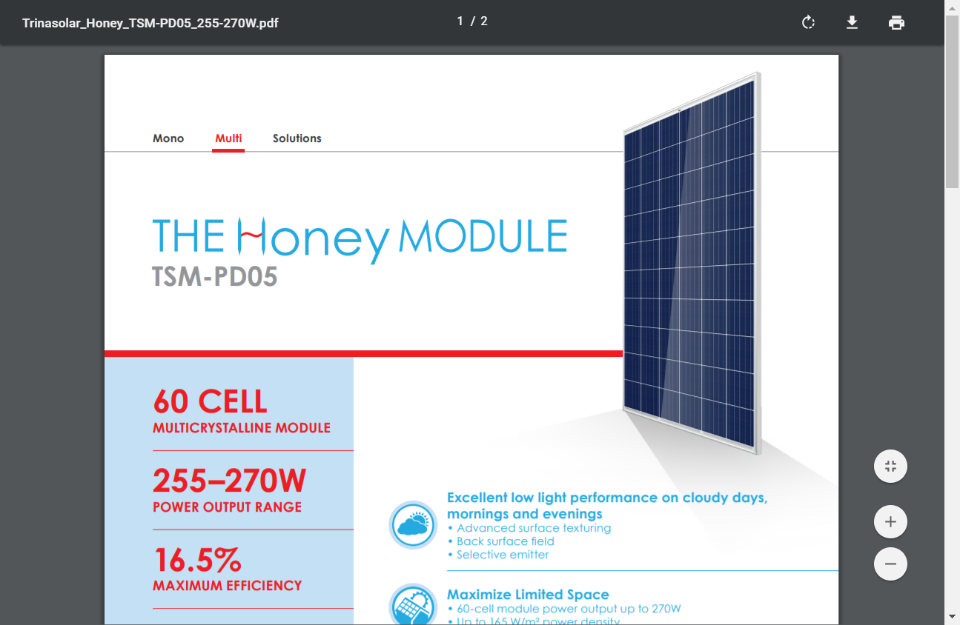 Trinasolar_Honey_TSM-PD05_255-270W.pdf
1 / 2
Mono Multi Solutions
THE Honey MODULE
TSM-PD05
60 CELL
MULTICRYSTALLINE MODULE
255–270W
POWER OUTPUT RANGE
16.5%
MAXIMUM EFFICIENCY
Excellent low light performance on cloudy days,
mornings and evenings
• Advanced surface texturing
• Back surface field
• Selective emitter
Maximize Limited Space
• 60-cell module power output up to 270W
• Up to 165 W/m² power density